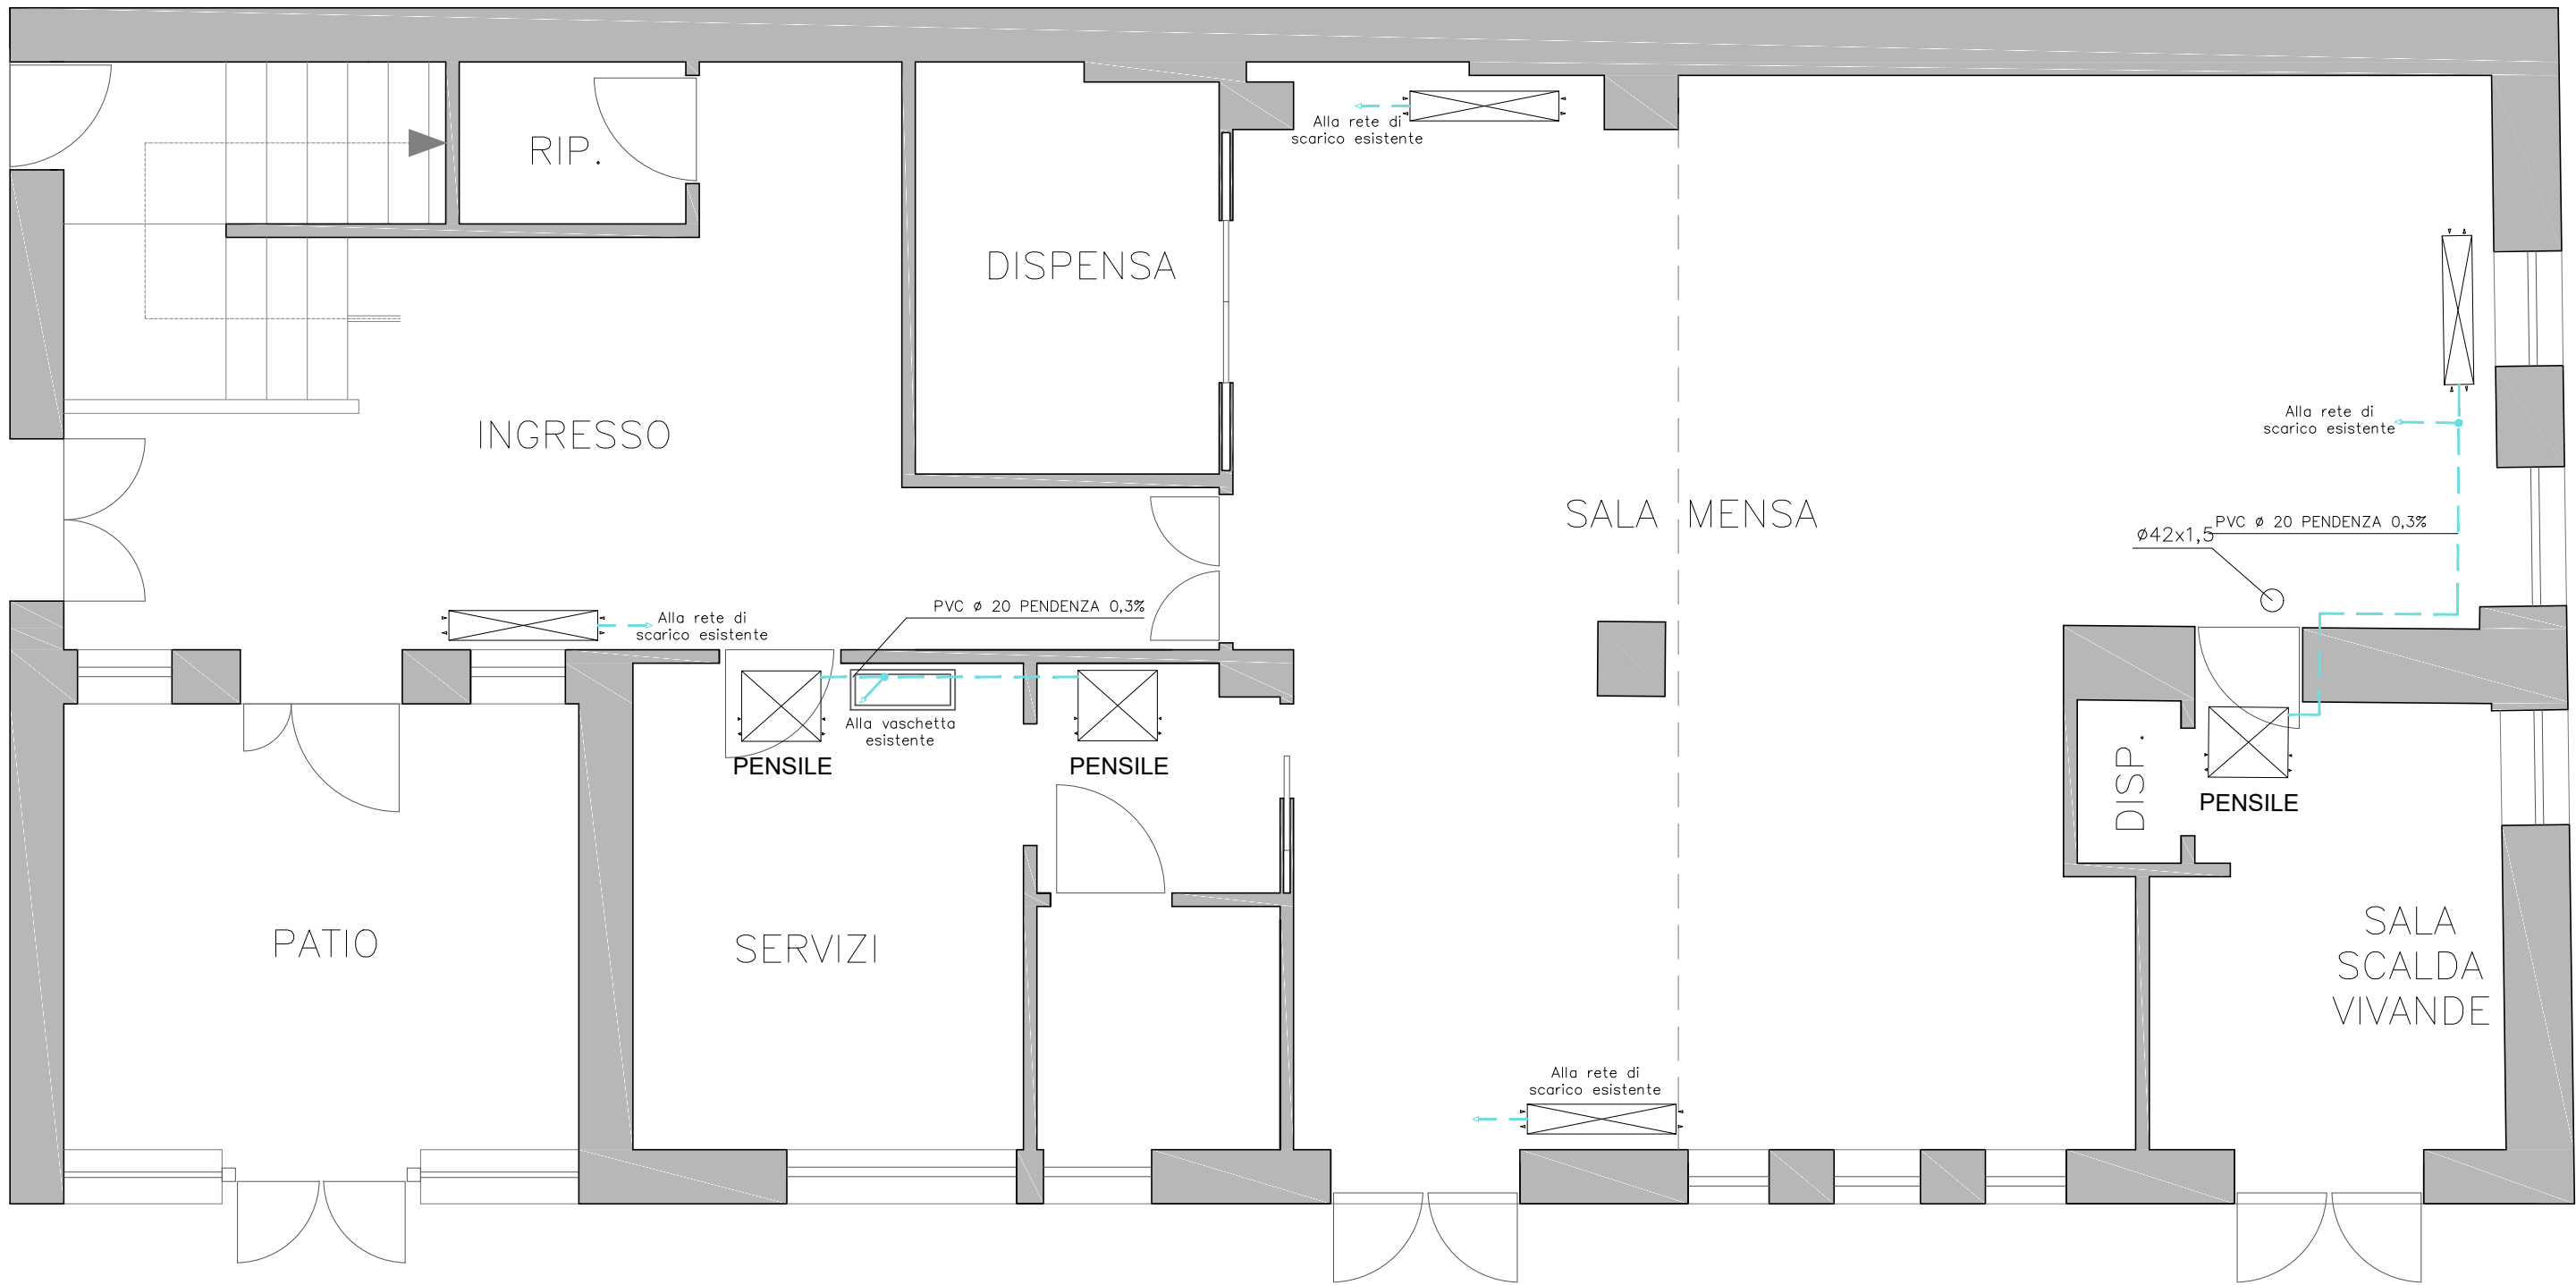 Alla rete di
scarico esistente
RIP.
DISPENSA
INGRESSO
Alla rete di
scarico esistente
SALA MENSA
PVC ø 20 PENDENZA 0,3%
Ø42x1,5
PVC ø 20 PENDENZA 0,3%
Alla rete di
scarico esistente
Alla vaschetta
esistente
PENSILE
PENSILE
DISP.
PENSILE
PATIO
SERVIZI
SALA
SCALDA
VIVANDE
Alla rete di
scarico esistente